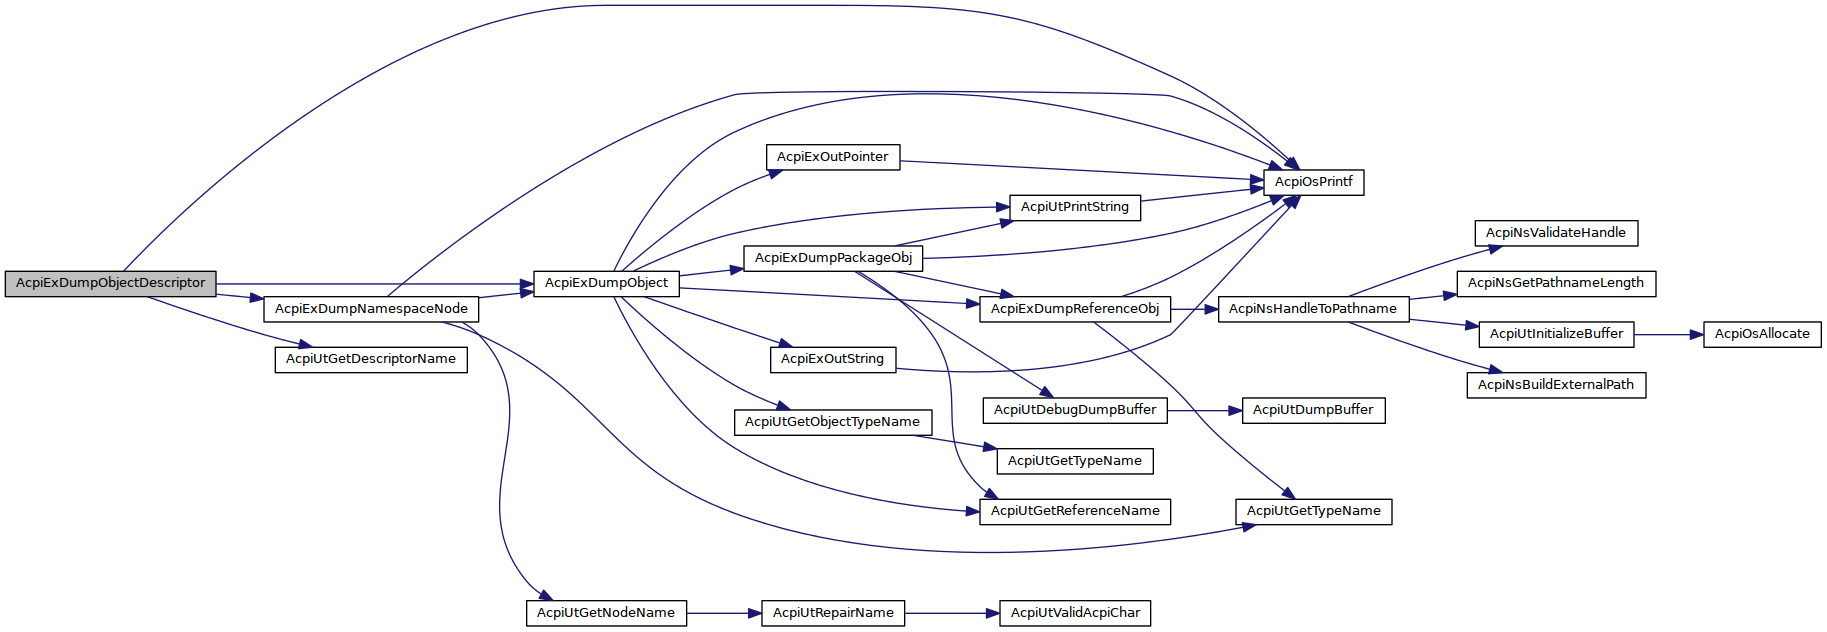 AcpiExDumpObjectDescriptor
AcpiExDumpNamespaceNode
AcpiUtGetDescriptorName
AcpiExDumpObject
AcpiUtGetNodeName
AcpiExOutPointer
AcpiExDumpPackageObj
AcpiExOutString
AcpiUtGetObjectTypeName
AcpiUtRepairName
AcpiUtPrintString
AcpiExDumpReferenceObj
AcpiUtDebugDumpBuffer
AcpiUtGetTypeName
AcpiUtGetReferenceName
AcpiUtValidAcpiChar
AcpiOsPrintf
AcpiNsHandleToPathname
AcpiUtDumpBuffer
AcpiUtGetTypeName
AcpiNsValidateHandle
AcpiNsGetPathnameLength
AcpiUtInitializeBuffer
AcpiNsBuildExternalPath
AcpiOsAllocate